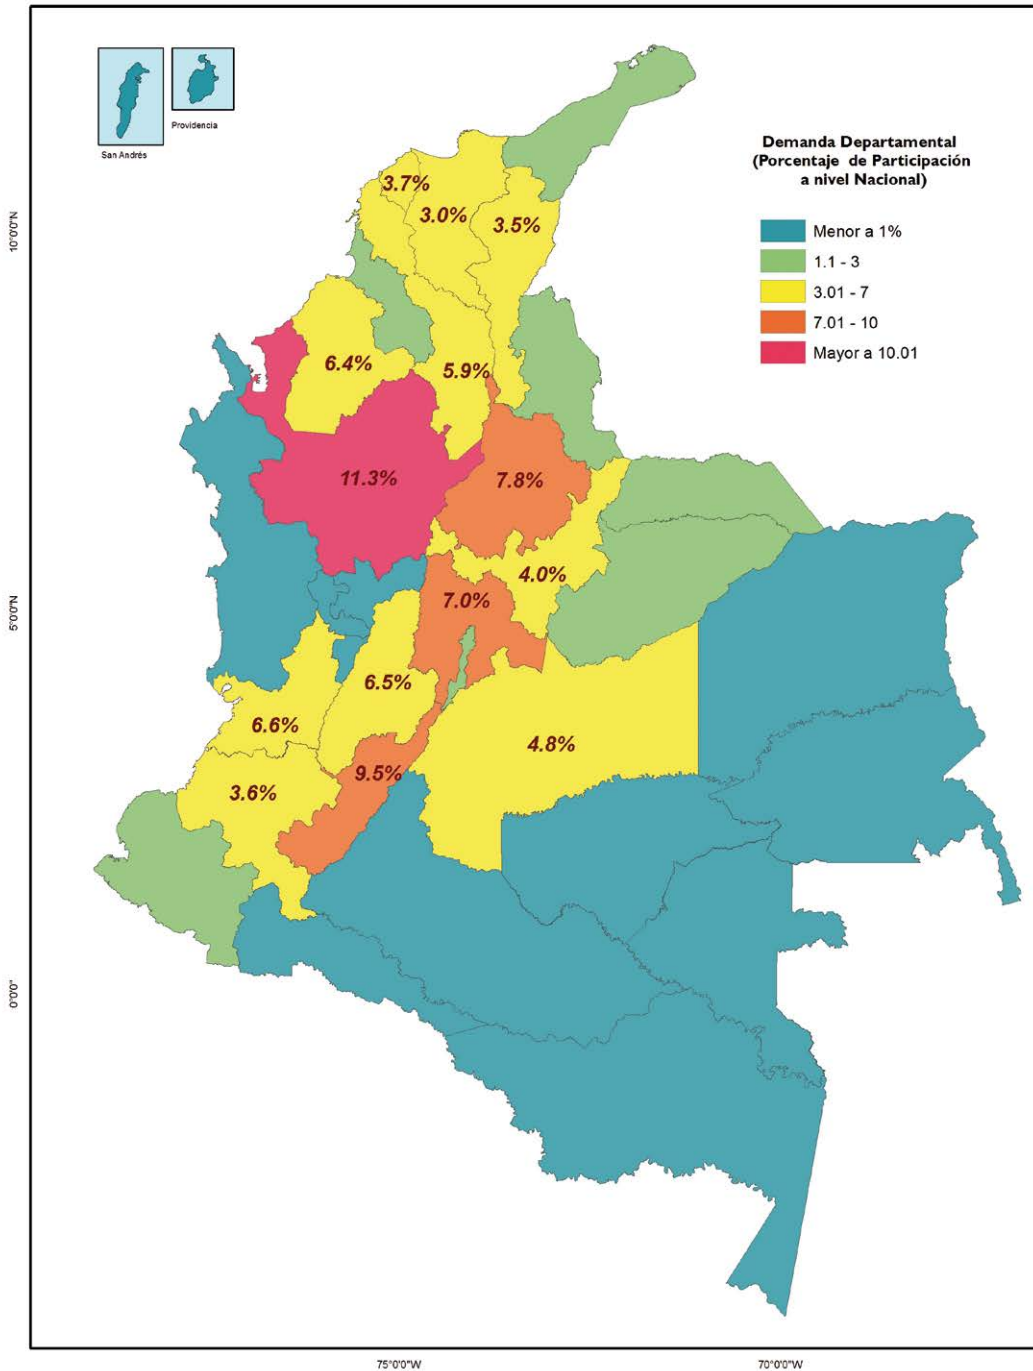 San Andrés
Providencia
Demanda Departamental
(Porcentaje de Participación
a nivel Nacional)
Menor a 1%
1.1 - 3
3.01 - 7
7.01 - 10
Mayor a 10.01
3.7%
3.0%
3.5%
6.4%
5.9%
11.3%
7.8%
4.0%
7.0%
6.5%
6.6%
4.8%
9.5%
3.6%
10°0'0"N
5°0'0"N
0°0'0"
75°0'0"W
70°0'0"W